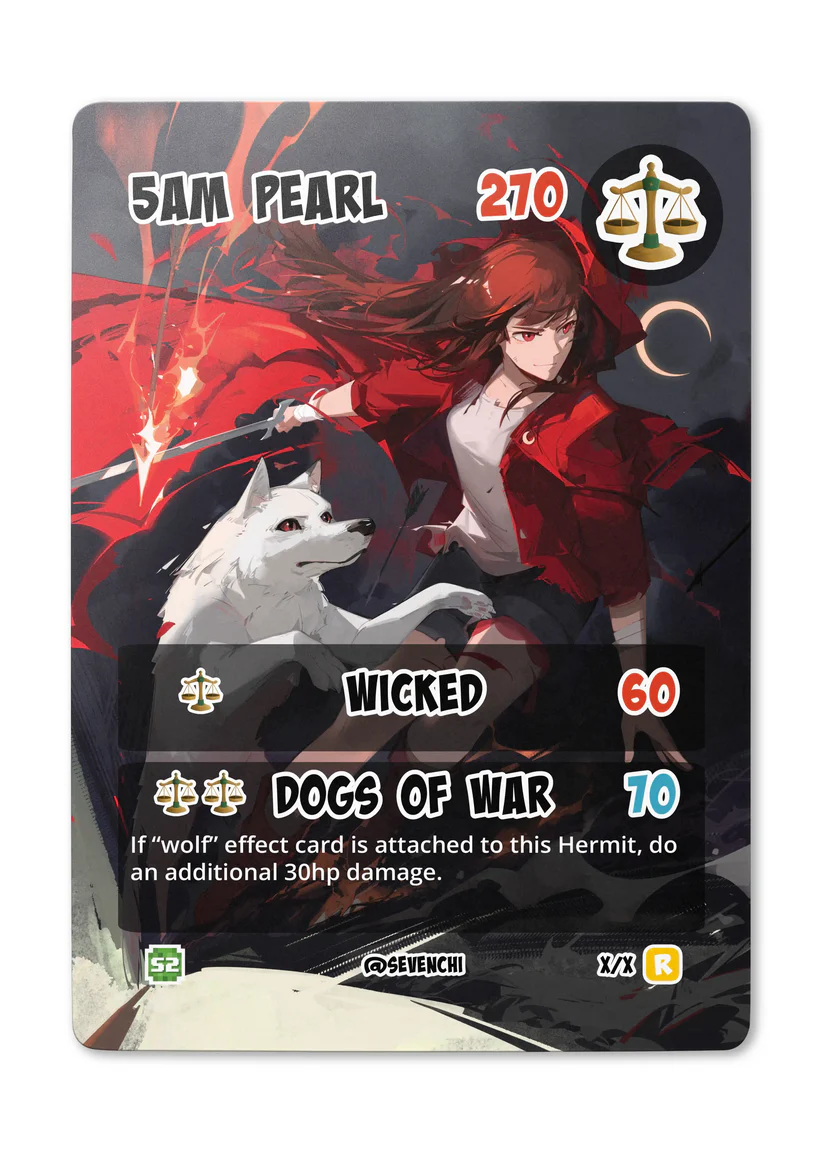 5AM PEARL 270
WICKED 60
DOGS OF WAR 70
If “wolf” effect card is attached to this Hermit, do
an additional 30hp damage.
S2 @SEVENCHI X/X R